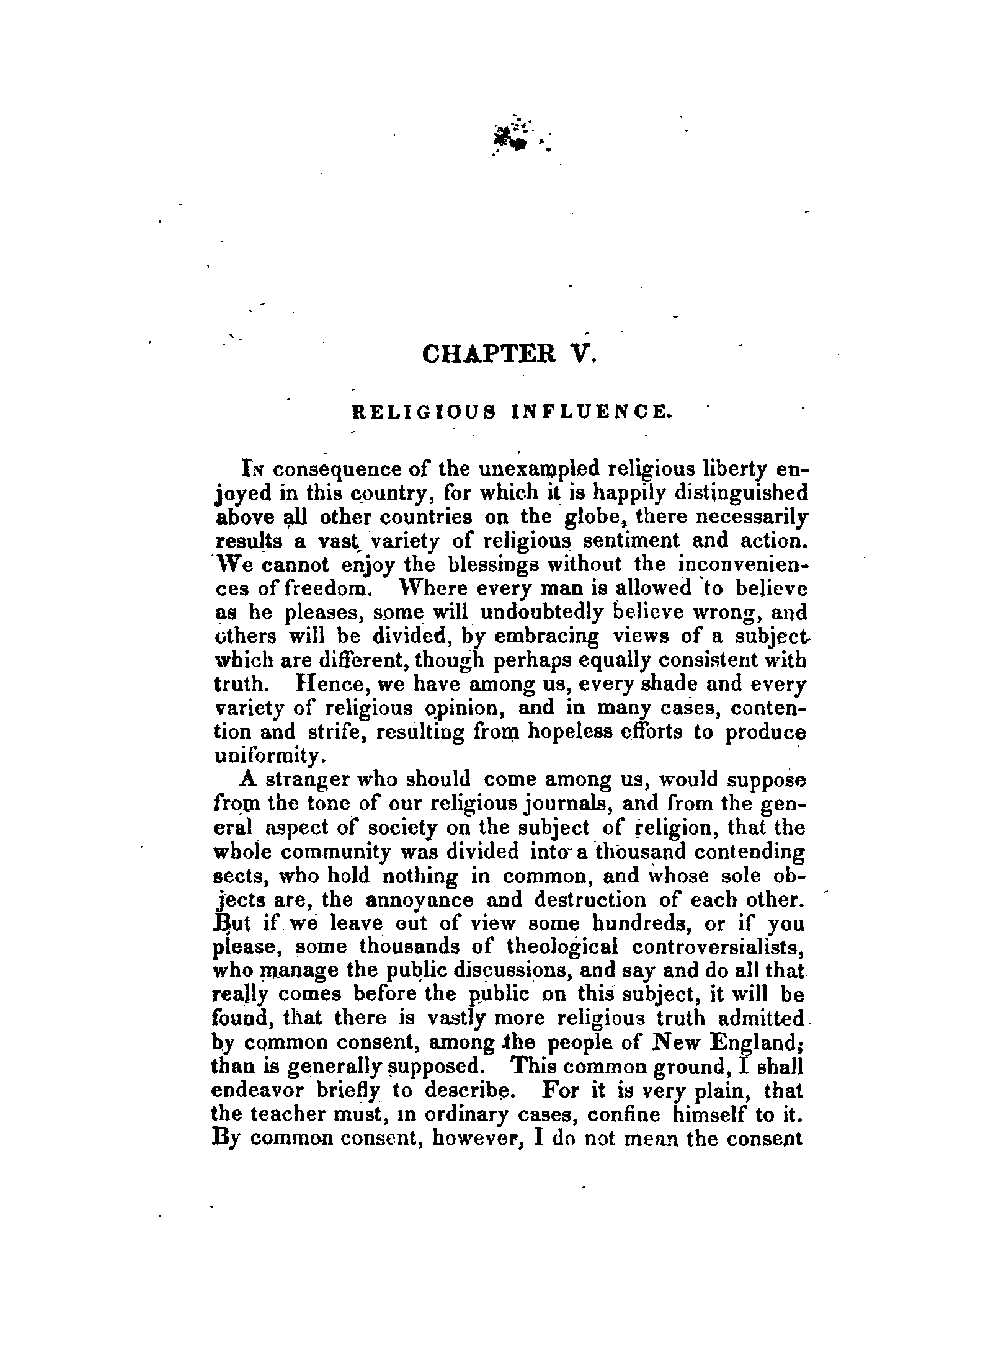 CHAPTER V.
RELIGIOUS INFLUENCE.
IN consequence of the unexampled religious liberty en-
joyed in this country, for which it is happily distinguished
above all other countries on the globe, there necessarily
results a vast variety of religious sentiment and action.
We cannot enjoy the blessings without the inconvenien-
ces of freedom. Where every man is allowed to believe
as he pleases, some will undoubtedly believe wrong, and
others will be divided, by embracing views of a subject
which are different, though perhaps equally consistent with
truth. Hence, we have among us, every shade and every
variety of religious opinion, and in many cases, conten-
tion and strife, resulting from hopeless efforts to produce
uniformity.
A stranger who should come among us, would suppose
from the tone of our religious journals, and from the gen-
eral aspect of society on the subject of religion, that the
whole community was divided into a thousand contending
sects, who hold nothing in common, and whose sole ob-
jects are, the annoyance and destruction of each other.
But if we leave out of view some hundreds, or if you
please, some thousands of theological controversialists,
who manage the public discussions, and say and do all that
really comes before the public on this subject, it will be
found, that there is vastly more religious truth admitted
by common consent, among the people of New England,
than is generally supposed. This common ground, I shall
endeavor briefly to describe. For it is very plain, that
the teacher must, in ordinary cases, confine himself to it.
By common consent, however, I do not mean the consent